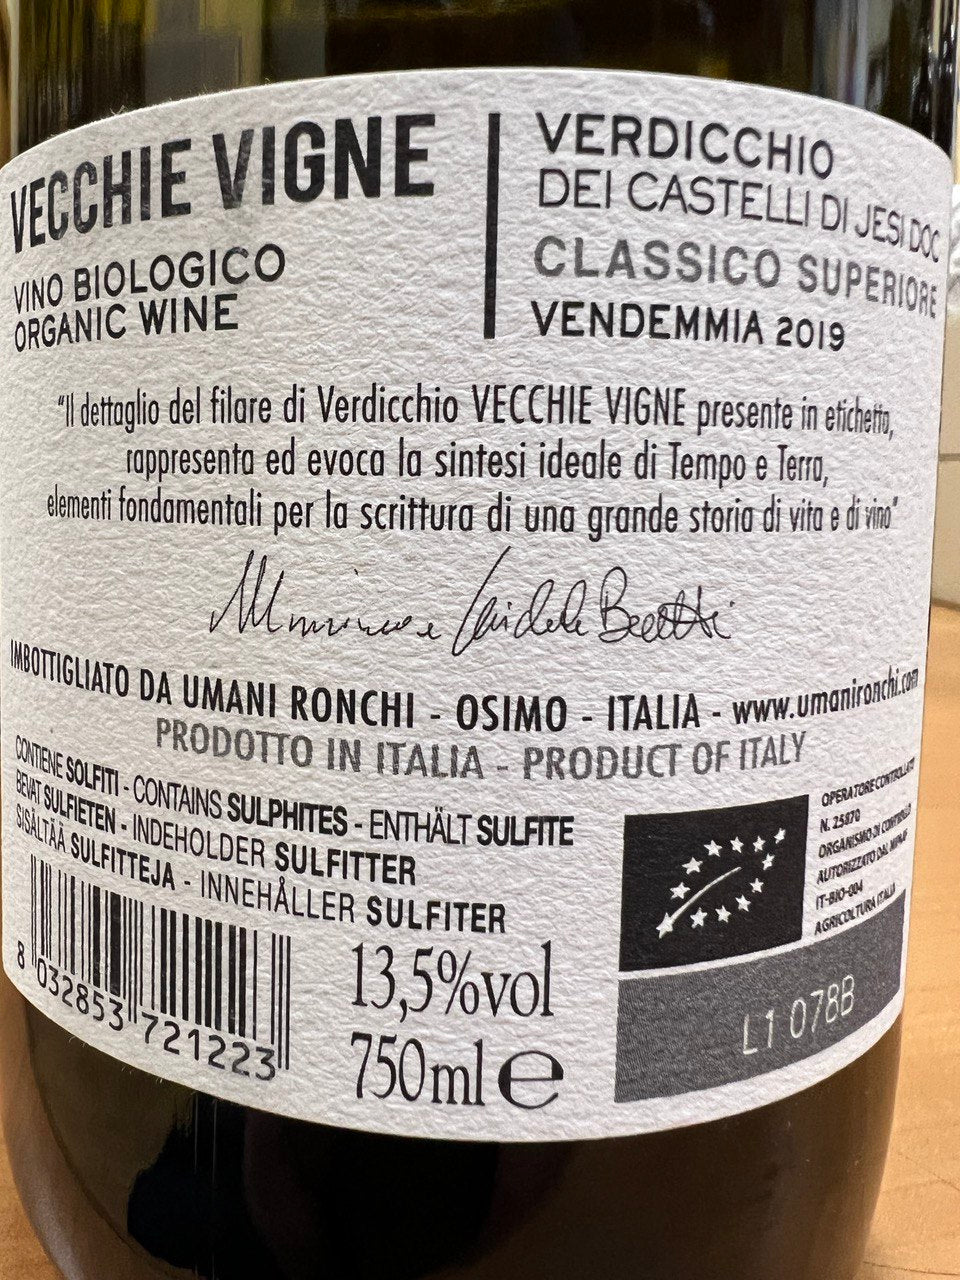 VECCHIE VIGNE
VINO BIOLOGICO
ORGANIC WINE
VERDICCHIO
DEI CASTELLI DI JESI DOC
CLASSICO SUPERIORE
VENDEMMIA 2019
"Il dettaglio del filare di Verdicchio VECCHIE VIGNE presente in etichetta,
rappresenta ed evoca la sintesi ideale di Tempo e Terra,
elementi fondamentali per la scrittura di una grande storia di vita e di vino"
IMBOTTIGLIATO DA UMANI RONCHI - OSIMO - ITALIA - www.umanironchi.com
PRODOTTO IN ITALIA - PRODUCT OF ITALY
CONTIENE SOLFITI - CONTAINS SULPHITES - ENTHÄLT SULFITE
BEVAT SULFIETEN - INDEHOLDER SULFITTER
SISÄLTÄÄ SULFITTEJA - INNEHÅLLER SULFITER
8 032853 721223
13,5%vol
750ml e
OPERATORE CONTROLLATO
N. 25870
ORGANISMO DI CONTROLLO
AUTORIZZATO DAL
IT-BIO-004
AGRICOLTURA ITALIA
L1 078B